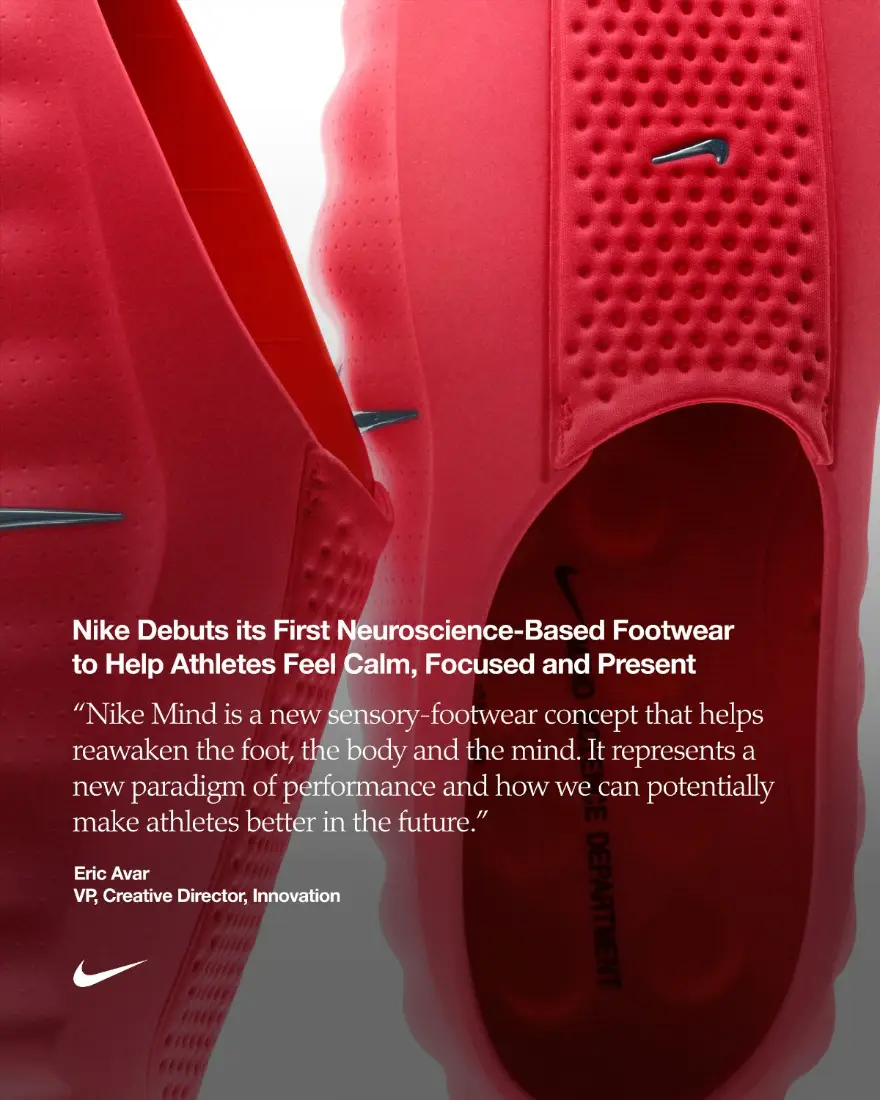 Nike Debuts its First Neuroscience-Based Footwear
to Help Athletes Feel Calm, Focused and Present
“Nike Mind is a new sensory-footwear concept that helps
reawaken the foot, the body and the mind. It represents a
new paradigm of performance and how we can potentially
make athletes better in the future.”
Eric Avar
VP, Creative Director, Innovation
DEPARTMENT